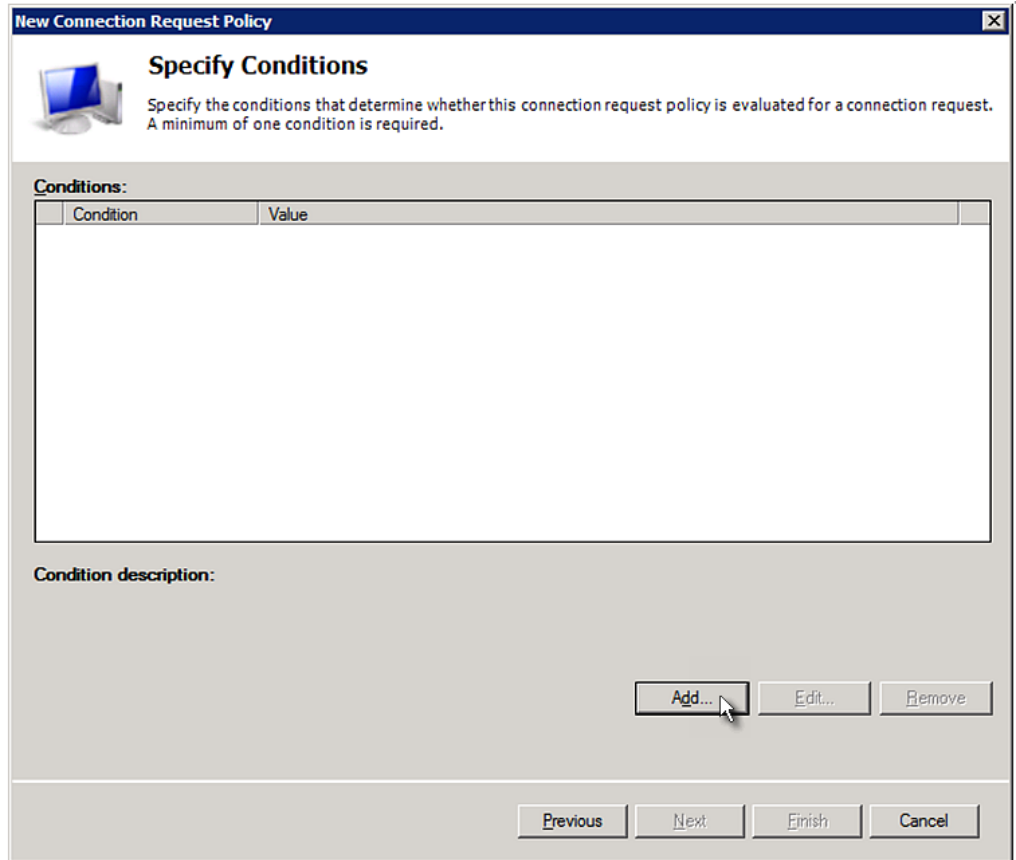 New Connection Request Policy
Specify Conditions
Specify the conditions that determine whether this connection request policy is evaluated for a connection request.
A minimum of one condition is required.
Conditions:
Condition Value
Condition description:
Add... Edit... Remove
Previous Next Finish Cancel